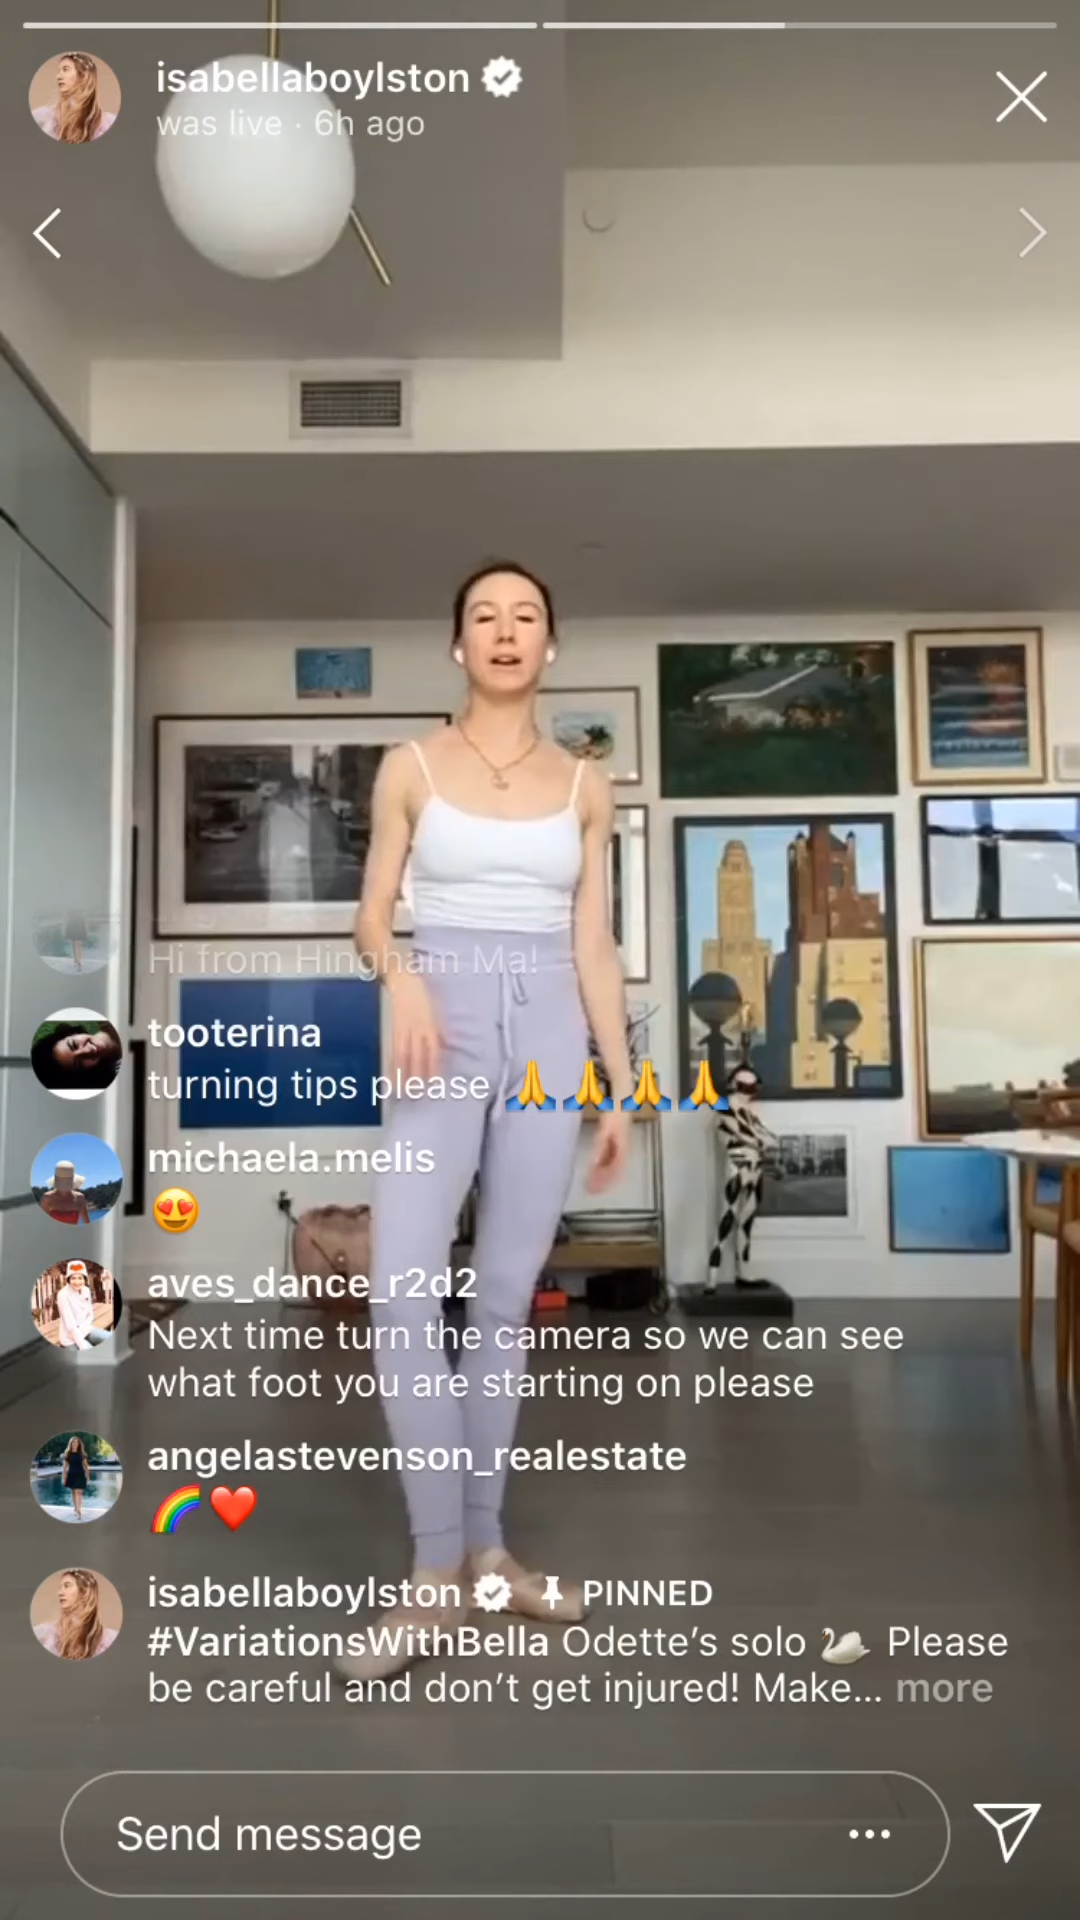 isabellaboylston
was live · 6h ago
Hi from Hingham Ma!
tooterina
turning tips please 🙏🙏🙏🙏
michaela.melis
😍
aves_dance_r2d2
Next time turn the camera so we can see
what foot you are starting on please
angelastevenson_realestate
🌈❤️
isabellaboylston PINNED
#VariationsWithBella Odette’s solo 🦢 Please
be careful and don’t get injured! Make... more
Send message